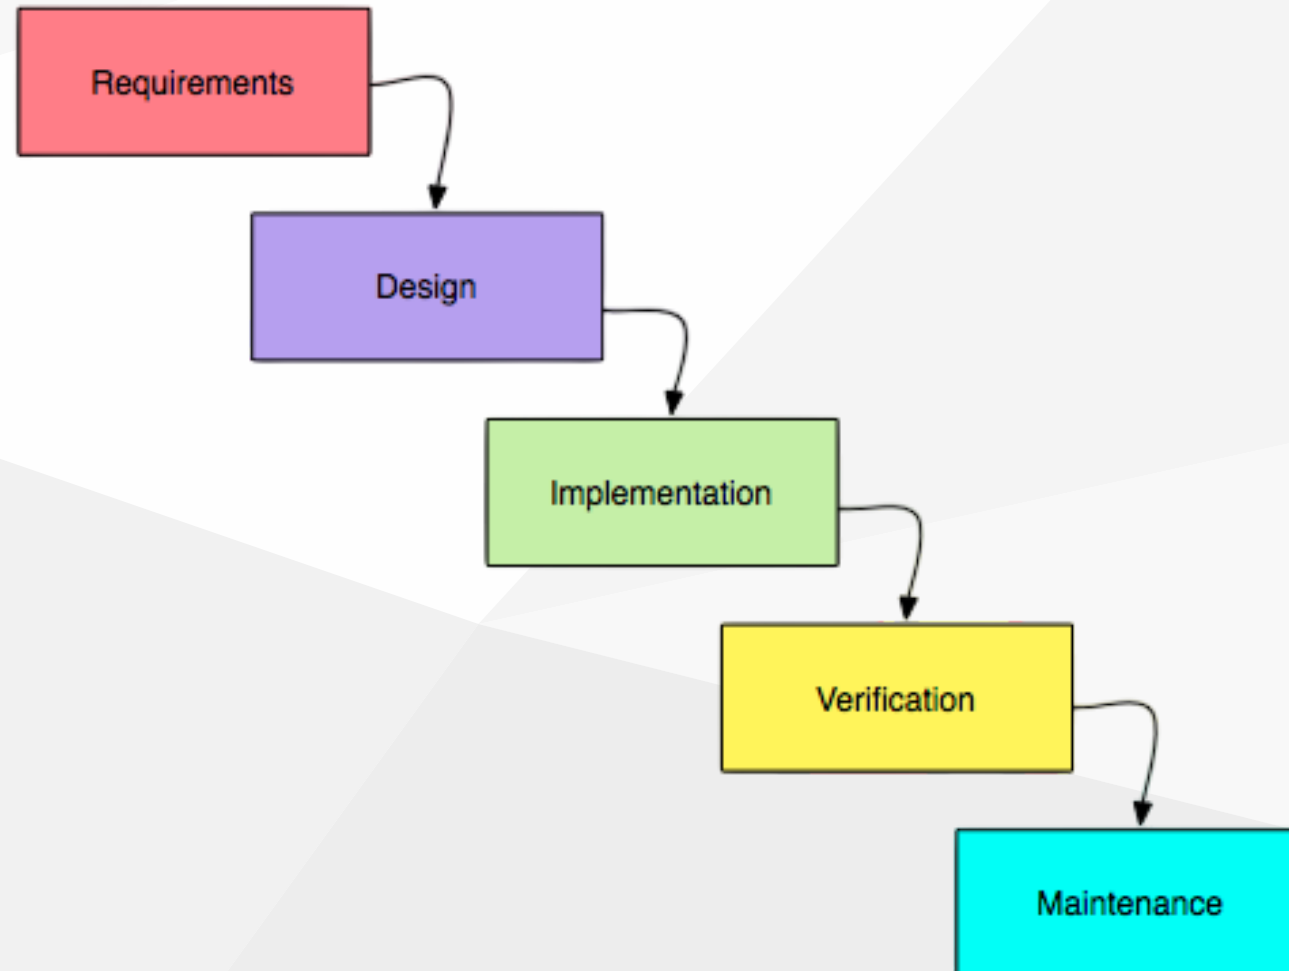 Requirements
Design
Implementation
Verification
Maintenance